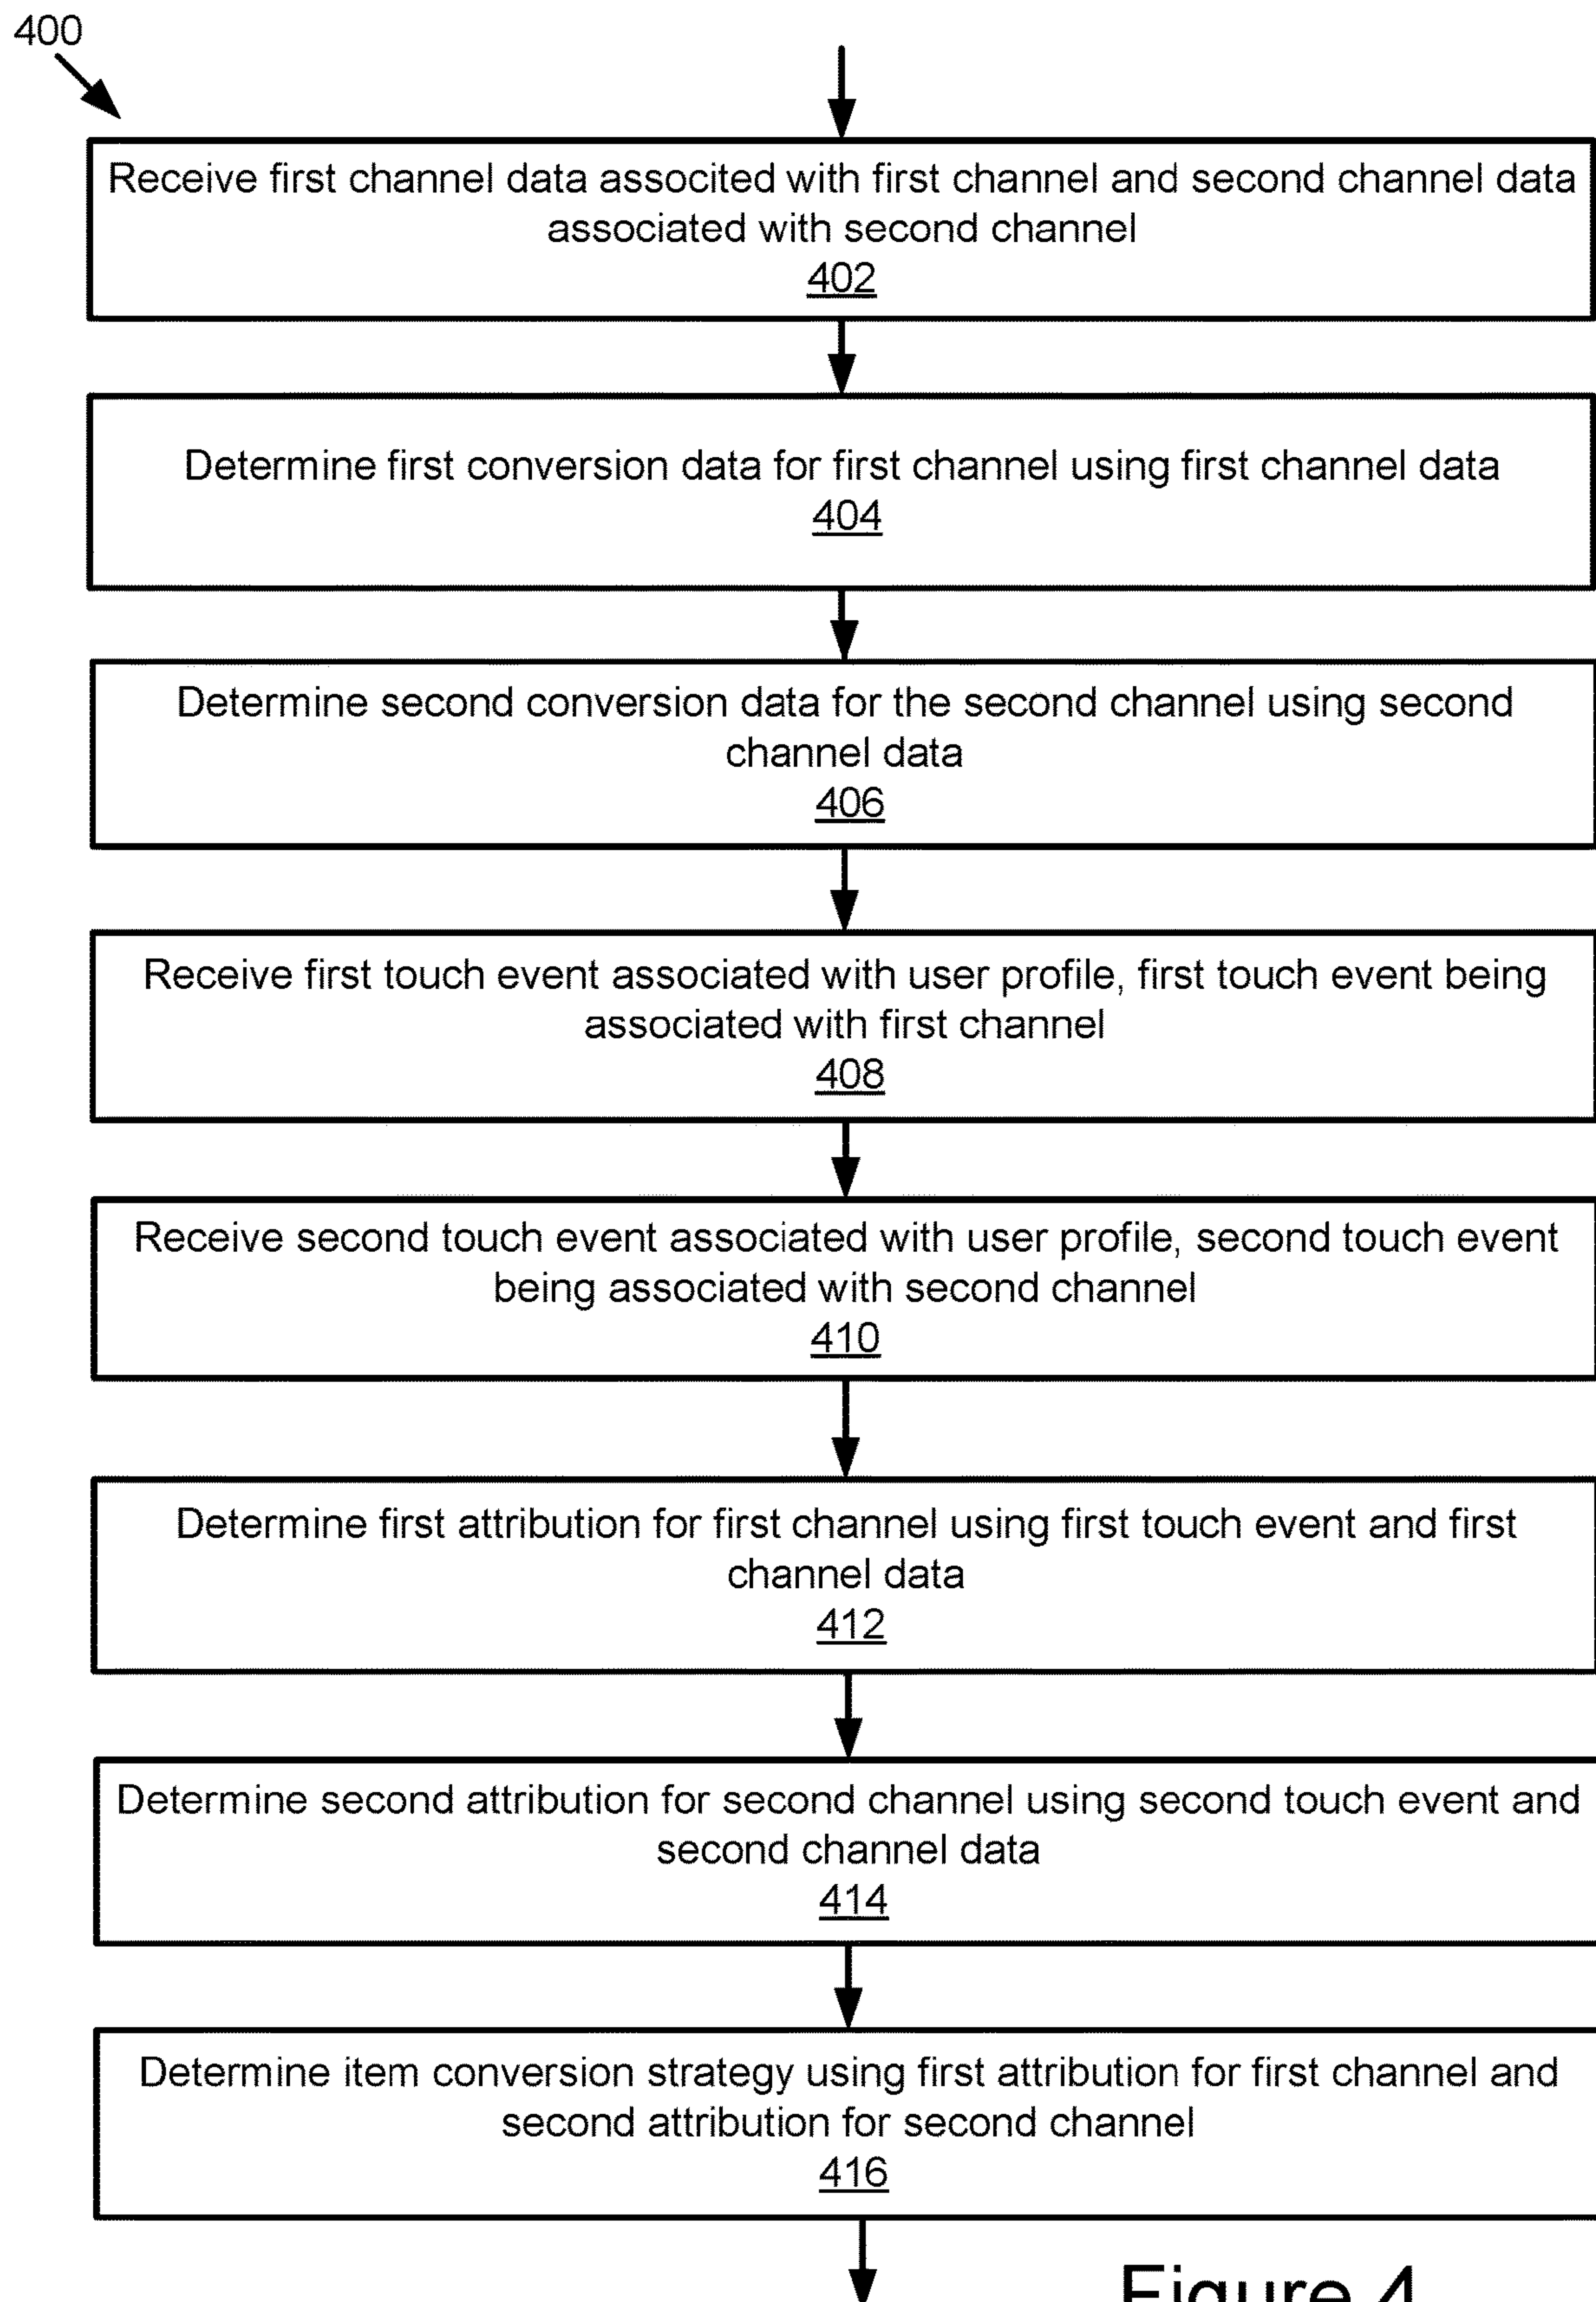 400
Receive first channel data associted with first channel and second channel data
associated with second channel
402
Determine first conversion data for first channel using first channel data
404
Determine second conversion data for the second channel using second
channel data
406
Receive first touch event associated with user profile, first touch event being
associated with first channel
408
Receive second touch event associated with user profile, second touch event
being associated with second channel
410
Determine first attribution for first channel using first touch event and first
channel data
412
Determine second attribution for second channel using second touch event and
second channel data
414
Determine item conversion strategy using first attribution for first channel and
second attribution for second channel
416
Figure 4